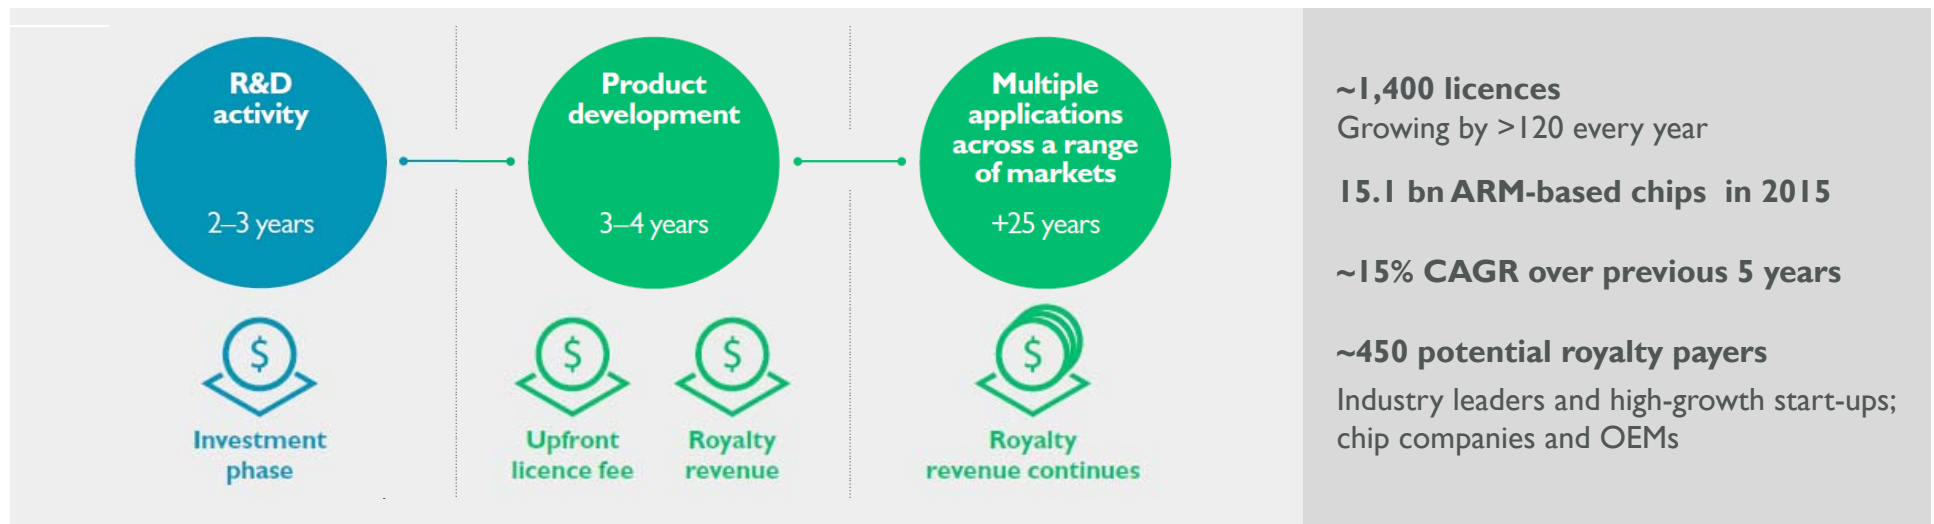 R&D
activity
2–3 years
$
Investment
phase
Product
development
3–4 years
$
Upfront
licence fee
$
Royalty
revenue
Multiple
applications
across a range
of markets
+25 years
$
Royalty
revenue continues
~1,400 licences
Growing by >120 every year
15.1 bn ARM-based chips in 2015
~15% CAGR over previous 5 years
~450 potential royalty payers
Industry leaders and high-growth start-ups;
chip companies and OEMs